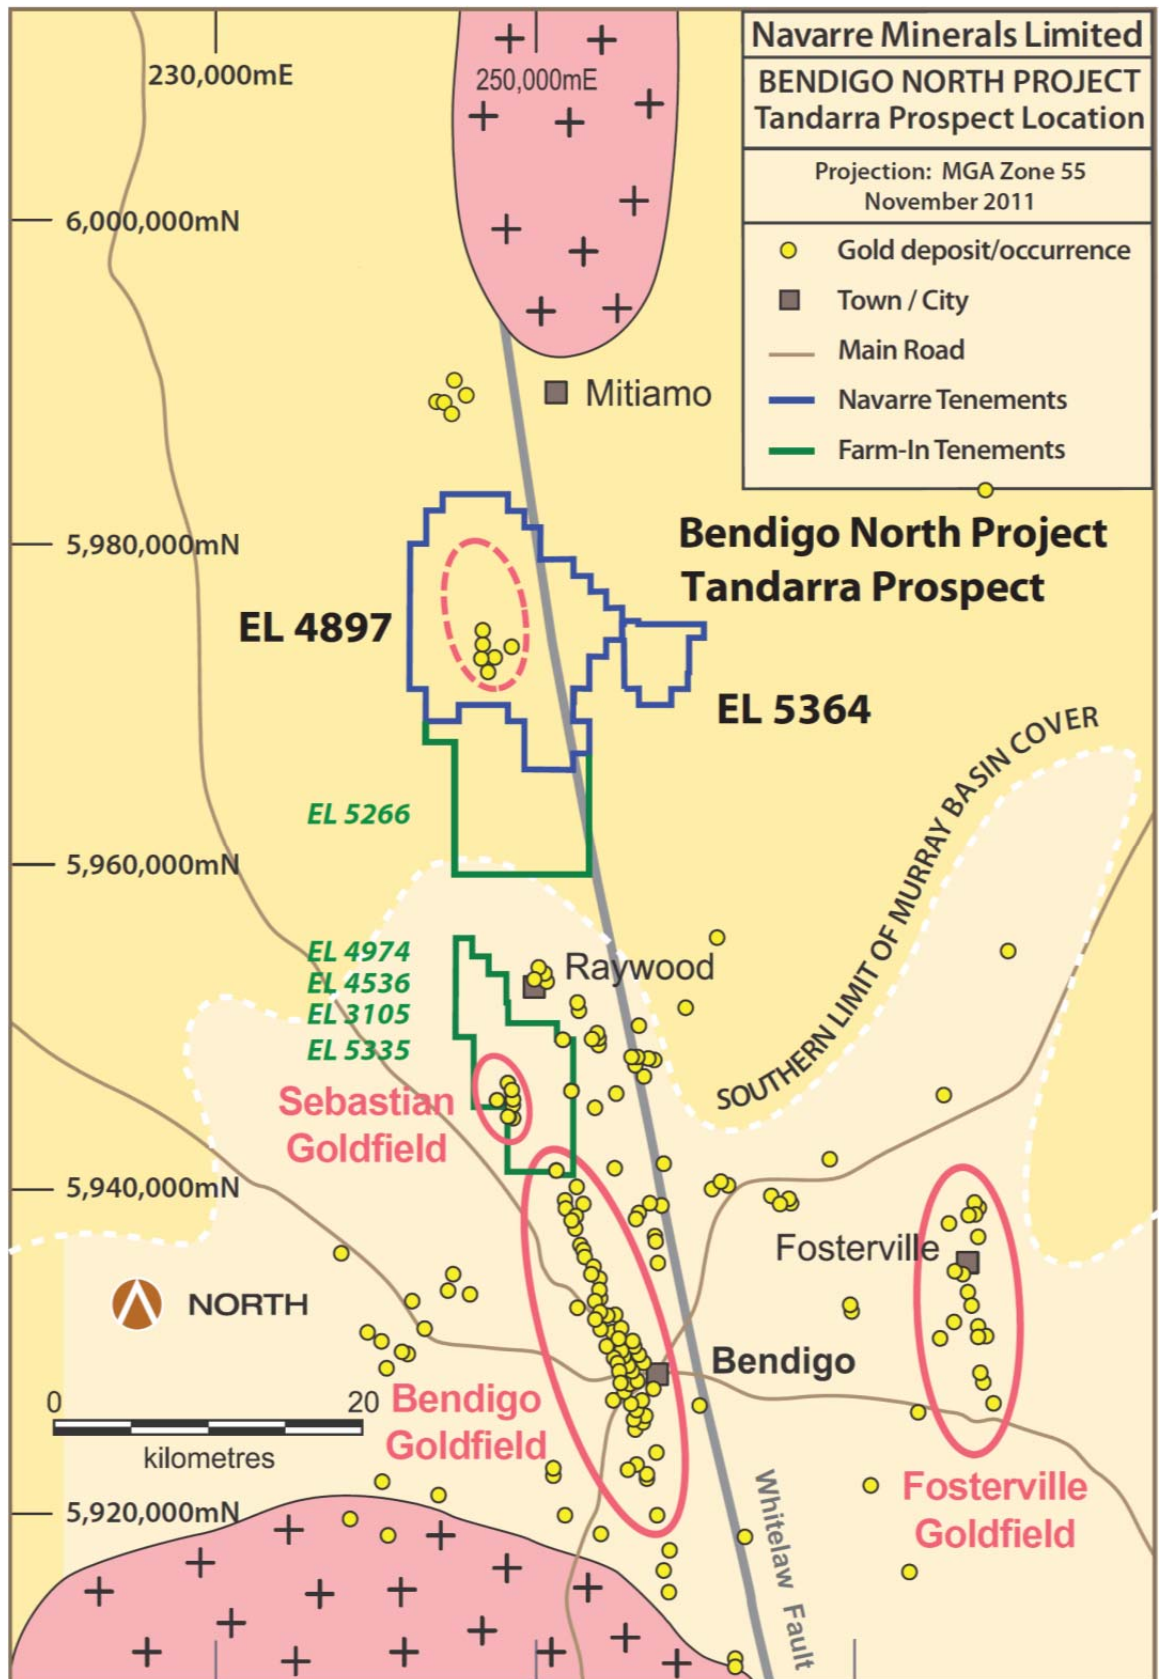 Navarre Minerals Limited
BENDIGO NORTH PROJECT
Tandarra Prospect Location
Projection: MGA Zone 55
November 2011
Gold deposit/occurrence
Town / City
Main Road
Navarre Tenements
Farm-In Tenements
230,000mE
250,000mE
6,000,000mN
Mitiamo
5,980,000mN
Bendigo North Project
Tandarra Prospect
EL 4897
EL 5364
SOUTHERN LIMIT OF MURRAY BASIN COVER
EL 5266
5,960,000mN
EL 4974
EL 4536
EL 3105
EL 5335
Raywood
Sebastian
Goldfield
5,940,000mN
Fosterville
NORTH
Bendigo
0 20
kilometres
Bendigo
Goldfield
Fosterville
Goldfield
Whitelaw Fault
5,920,000mN